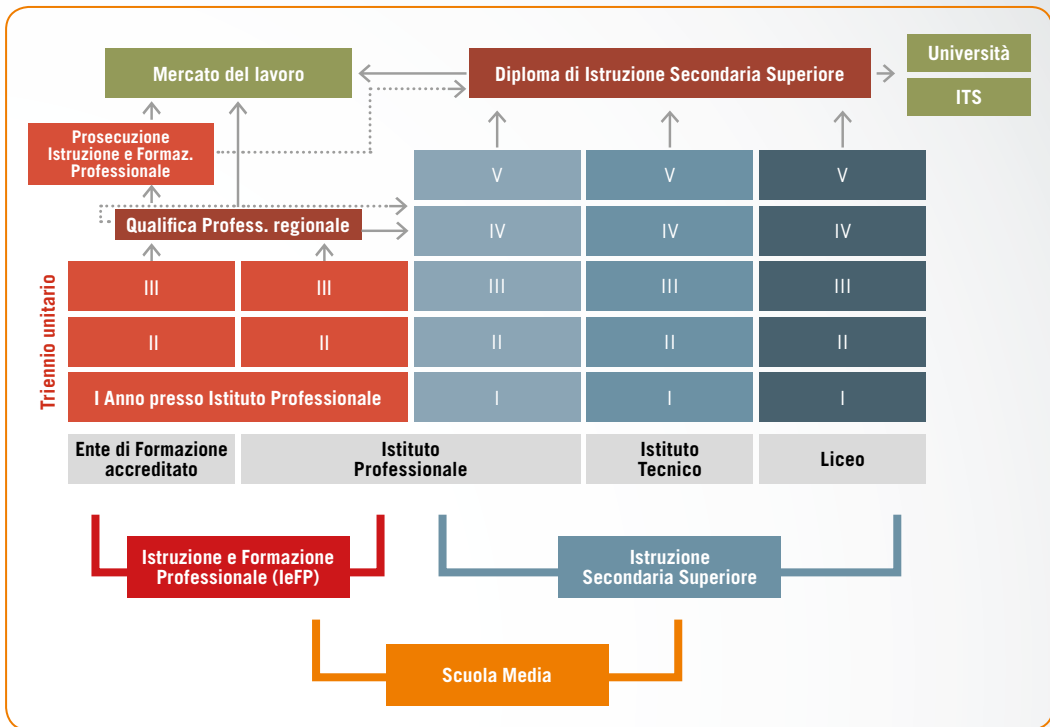 Mercato del lavoro
Diploma di Istruzione Secondaria Superiore
Università
ITS
Prosecuzione
Istruzione e Formaz.
Professionale
Qualifica Profess. regionale
V
V
V
IV
IV
IV
Triennio unitario
III
III
III
III
III
II
II
II
II
II
I Anno presso Istituto Professionale
I
I
I
Ente di Formazione
accreditato
Istituto
Professionale
Istituto
Tecnico
Liceo
Istruzione e Formazione
Professionale (IeFP)
Istruzione
Secondaria Superiore
Scuola Media